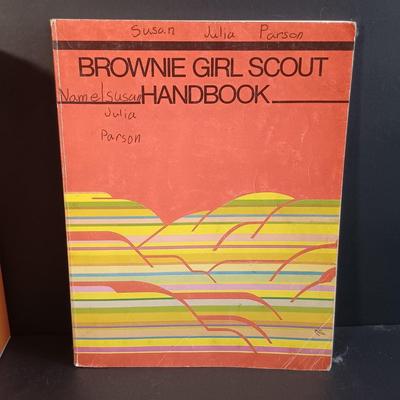 Susan Julia Parson
BROWNIE GIRL SCOUT
Name! Susan HANDBOOK
Julia
Parson